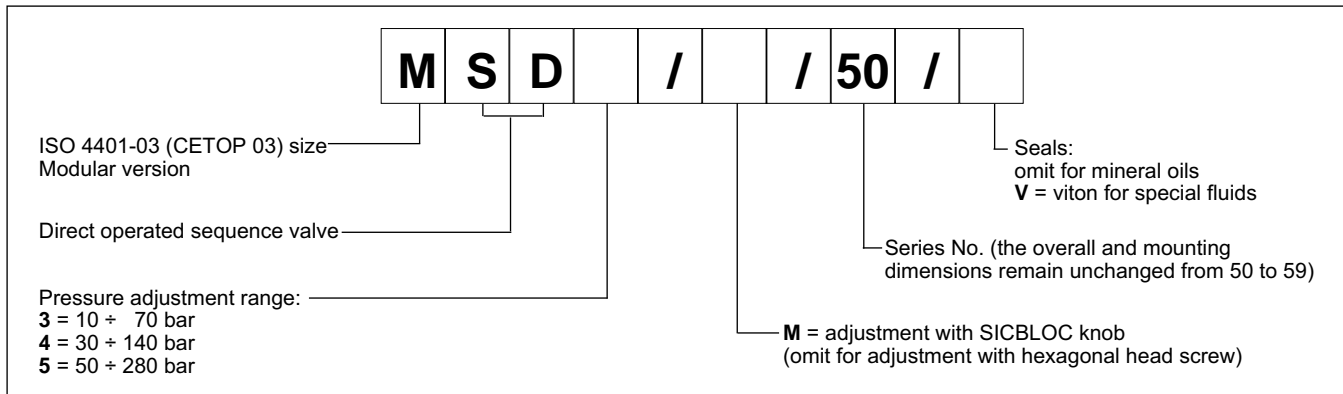 M S D / / 50 /
ISO 4401-03 (CETOP 03) size
Modular version
Direct operated sequence valve
Pressure adjustment range:
3 = 10 ÷ 70 bar
4 = 30 ÷ 140 bar
5 = 50 ÷ 280 bar
Seals:
omit for mineral oils
V = viton for special fluids
Series No. (the overall and mounting
dimensions remain unchanged from 50 to 59)
M = adjustment with SICBLOC knob
(omit for adjustment with hexagonal head screw)